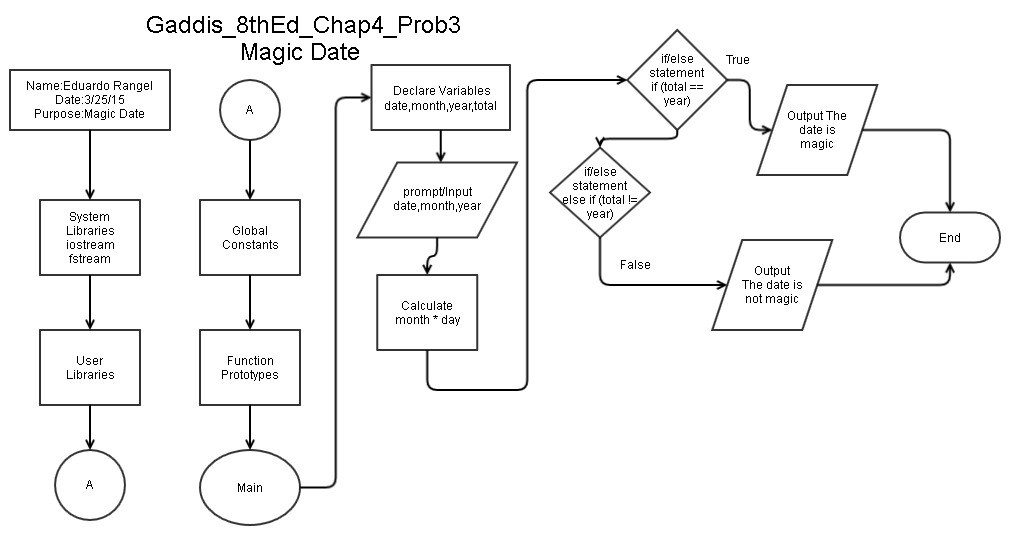 Gaddis_8thEd_Chap4_Prob3
Magic Date
Name:Eduardo Rangel
Date:3/25/15
Purpose:Magic Date
System
Libraries
iostream
fstream
User
Libraries
A
A
Global
Constants
Function
Prototypes
Main
Declare Variables
date,month,year,total
prompt/Input
date,month,year
Calculate
month * day
if/else
statement
if (total ==
year)
True
Output The
date is
magic
if/else
statement
else if (total !=
year)
False
Output
The date is
not magic
End